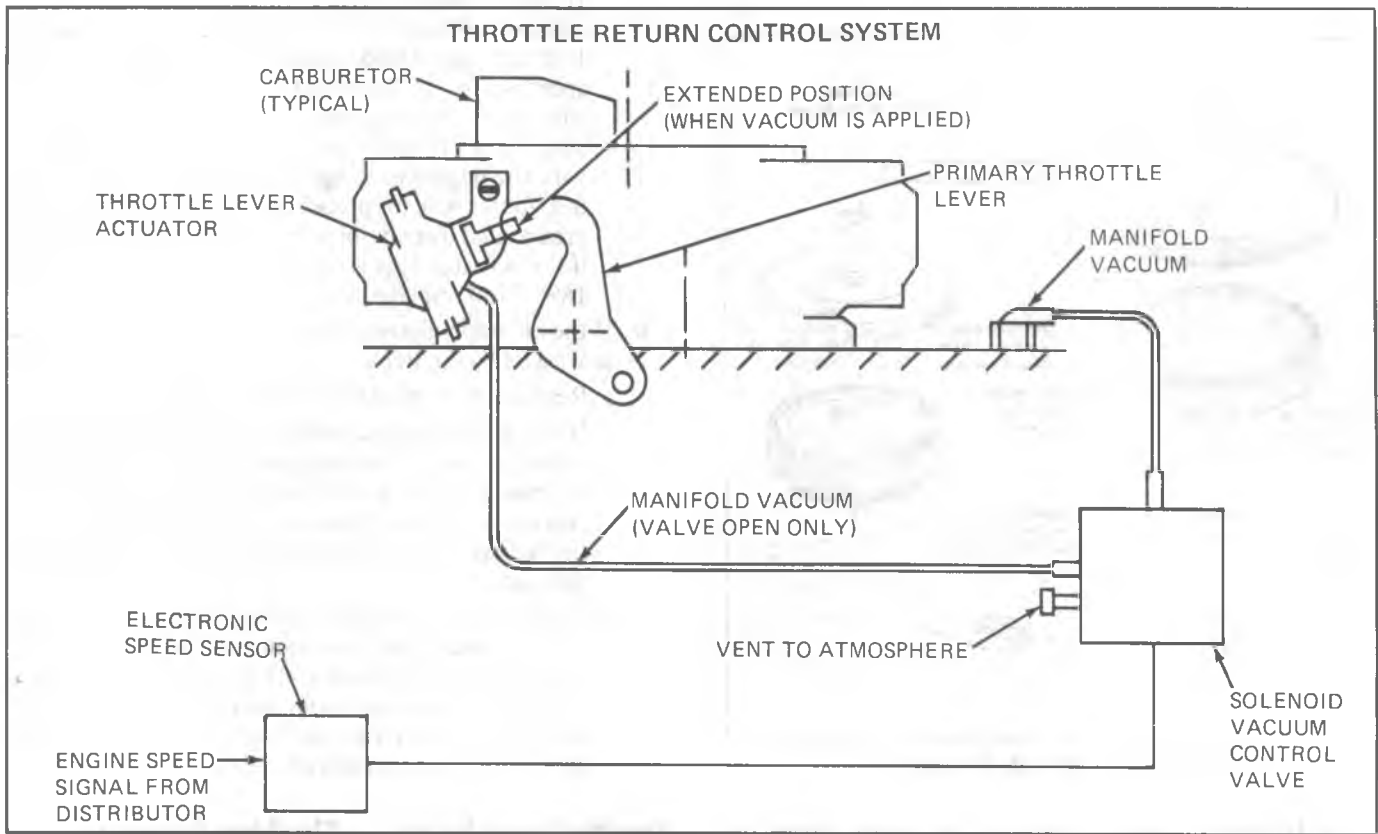 THROTTLE RETURN CONTROL SYSTEM
CARBURETOR
(TYPICAL)
EXTENDED POSITION
(WHEN VACUUM IS APPLIED)
THROTTLE LEVER
ACTUATOR
PRIMARY THROTTLE
LEVER
MANIFOLD
VACUUM
MANIFOLD VACUUM
(VALVE OPEN ONLY)
ELECTRONIC
SPEED SENSOR
VENT TO ATMOSPHERE
ENGINE SPEED
SIGNAL FROM
DISTRIBUTOR
SOLENOID
VACUUM
CONTROL
VALVE